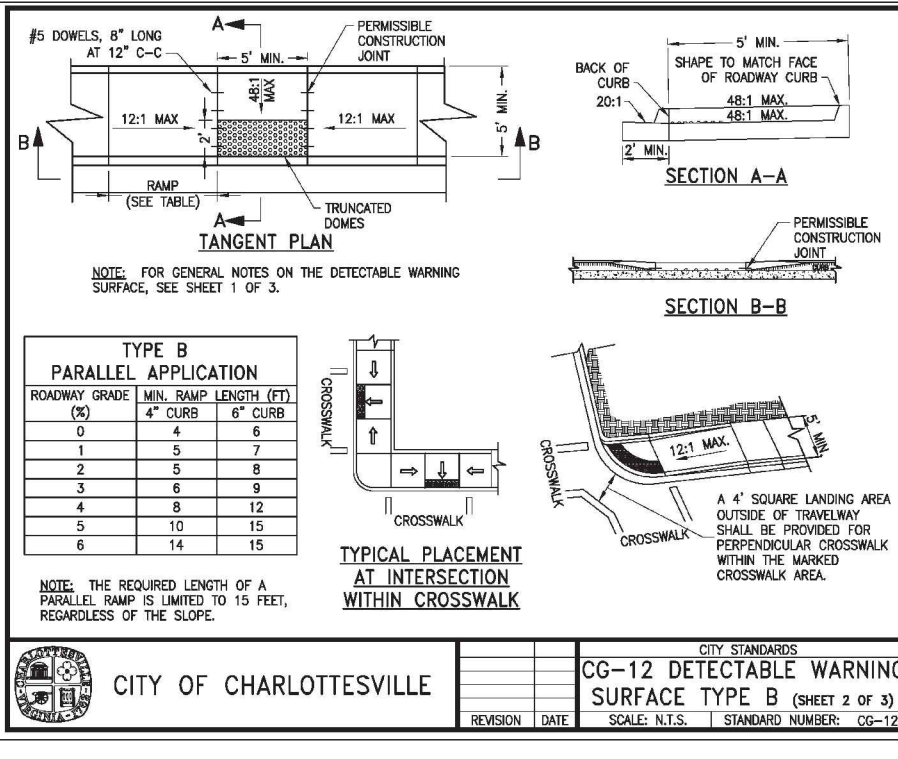 A
#5 DOWELS, 8" LONG
AT 12" C-C
PERMISSIBLE
CONSTRUCTION
JOINT
5' MIN.
48:1
MAX
12:1 MAX
12:1 MAX
2'
5' MIN.
B
B
RAMP
(SEE TABLE)
A
TRUNCATED
DOMES
TANGENT PLAN
NOTE: FOR GENERAL NOTES ON THE DETECTABLE WARNING
SURFACE, SEE SHEET 1 OF 3.
5' MIN.
BACK OF
CURB
SHAPE TO MATCH FACE
OF ROADWAY CURB
20:1
48:1 MAX.
48:1 MAX.
2' MIN.
SECTION A-A
PERMISSIBLE
CONSTRUCTION
JOINT
CURB
SECTION B-B
TYPE B
PARALLEL APPLICATION
ROADWAY GRADE (%) MIN. RAMP LENGTH (FT)
4" CURB 6" CURB
0 4 6
1 5 7
2 5 8
3 6 9
4 8 12
5 10 15
6 14 15
NOTE: THE REQUIRED LENGTH OF A
PARALLEL RAMP IS LIMITED TO 15 FEET,
REGARDLESS OF THE SLOPE.
CROSSWALK
CROSSWALK
TYPICAL PLACEMENT
AT INTERSECTION
WITHIN CROSSWALK
12:1 MAX.
5' MIN.
CROSSWALK
CROSSWALK
A 4' SQUARE LANDING AREA
OUTSIDE OF TRAVELWAY
SHALL BE PROVIDED FOR
PERPENDICULAR CROSSWALK
WITHIN THE MARKED
CROSSWALK AREA.
CHARLOTTESVILLE
VIRGINIA-1762
CITY OF CHARLOTTESVILLE
REVISION DATE
CITY STANDARDS
CG-12 DETECTABLE WARNING
SURFACE TYPE B (SHEET 2 OF 3)
SCALE: N.T.S. STANDARD NUMBER: CG-12